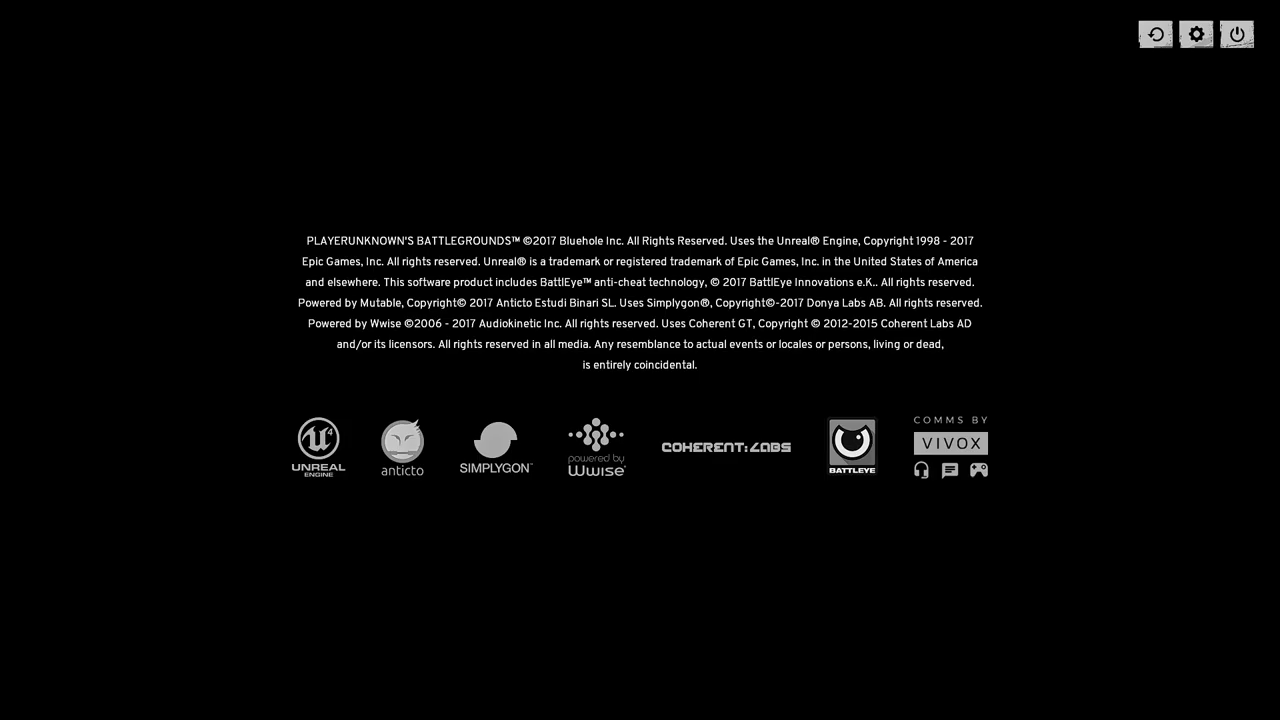 PLAYERUNKNOWN'S BATTLEGROUNDS™ ©2017 Bluehole Inc. All Rights Reserved. Uses the Unreal® Engine, Copyright 1998 - 2017
Epic Games, Inc. All rights reserved. Unreal® is a trademark or registered trademark of Epic Games, Inc. in the United States of America
and elsewhere. This software product includes BattlEye™ anti-cheat technology, © 2017 BattlEye Innovations e.K.. All rights reserved.
Powered by Mutable, Copyright© 2017 Anticto Estudi Binari SL. Uses Simplygon®, Copyright©-2017 Donya Labs AB. All rights reserved.
Powered by Wwise ©2006 - 2017 Audiokinetic Inc. All rights reserved. Uses Coherent GT, Copyright © 2012-2015 Coherent Labs AD
and/or its licensors. All rights reserved in all media. Any resemblance to actual events or locales or persons, living or dead,
is entirely coincidental.
4
UNREAL
ENGINE
anticto
SIMPLYGON™
powered by
Wwise®
COHERENT:LABS
BATTLEYE
COMMS BY
VIVOX